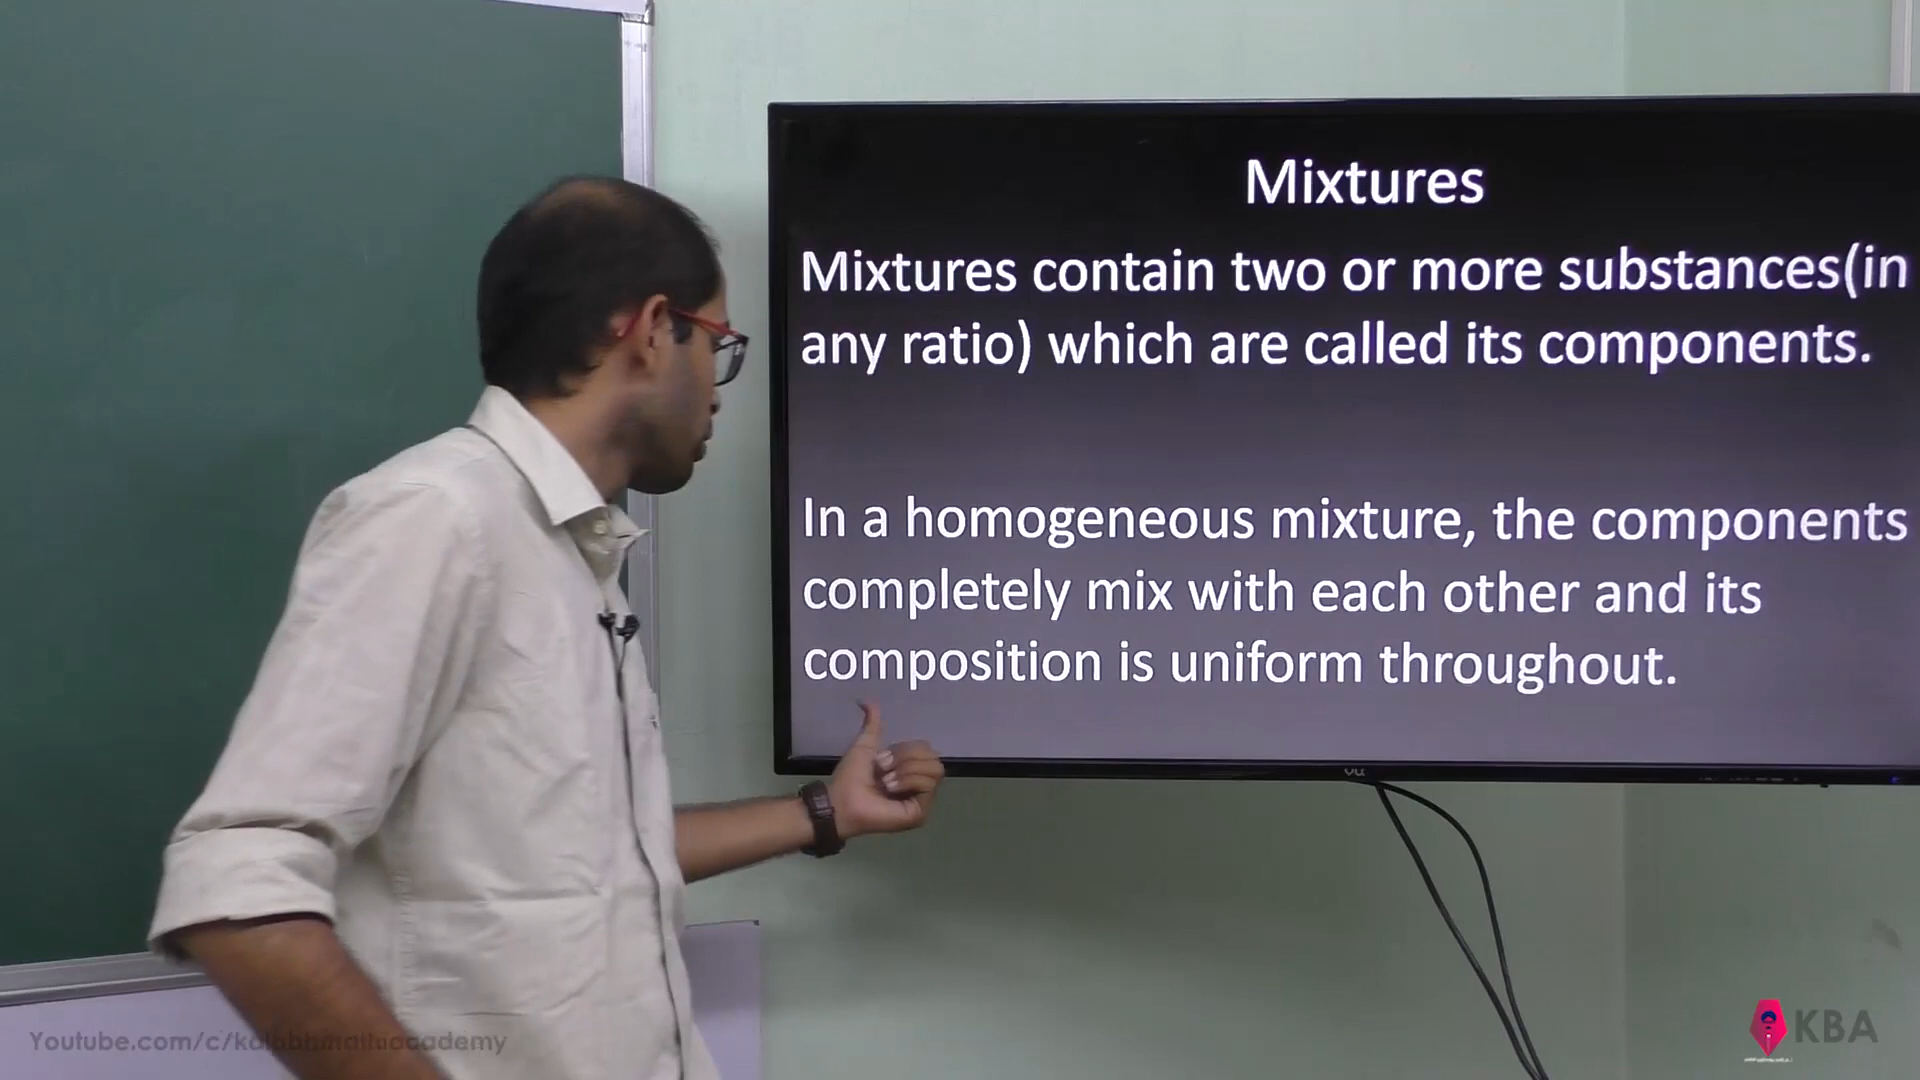 Mixtures
Mixtures contain two or more substances(in
any ratio) which are called its components.
In a homogeneous mixture, the components
completely mix with each other and its
composition is uniform throughout.
vu
KBA